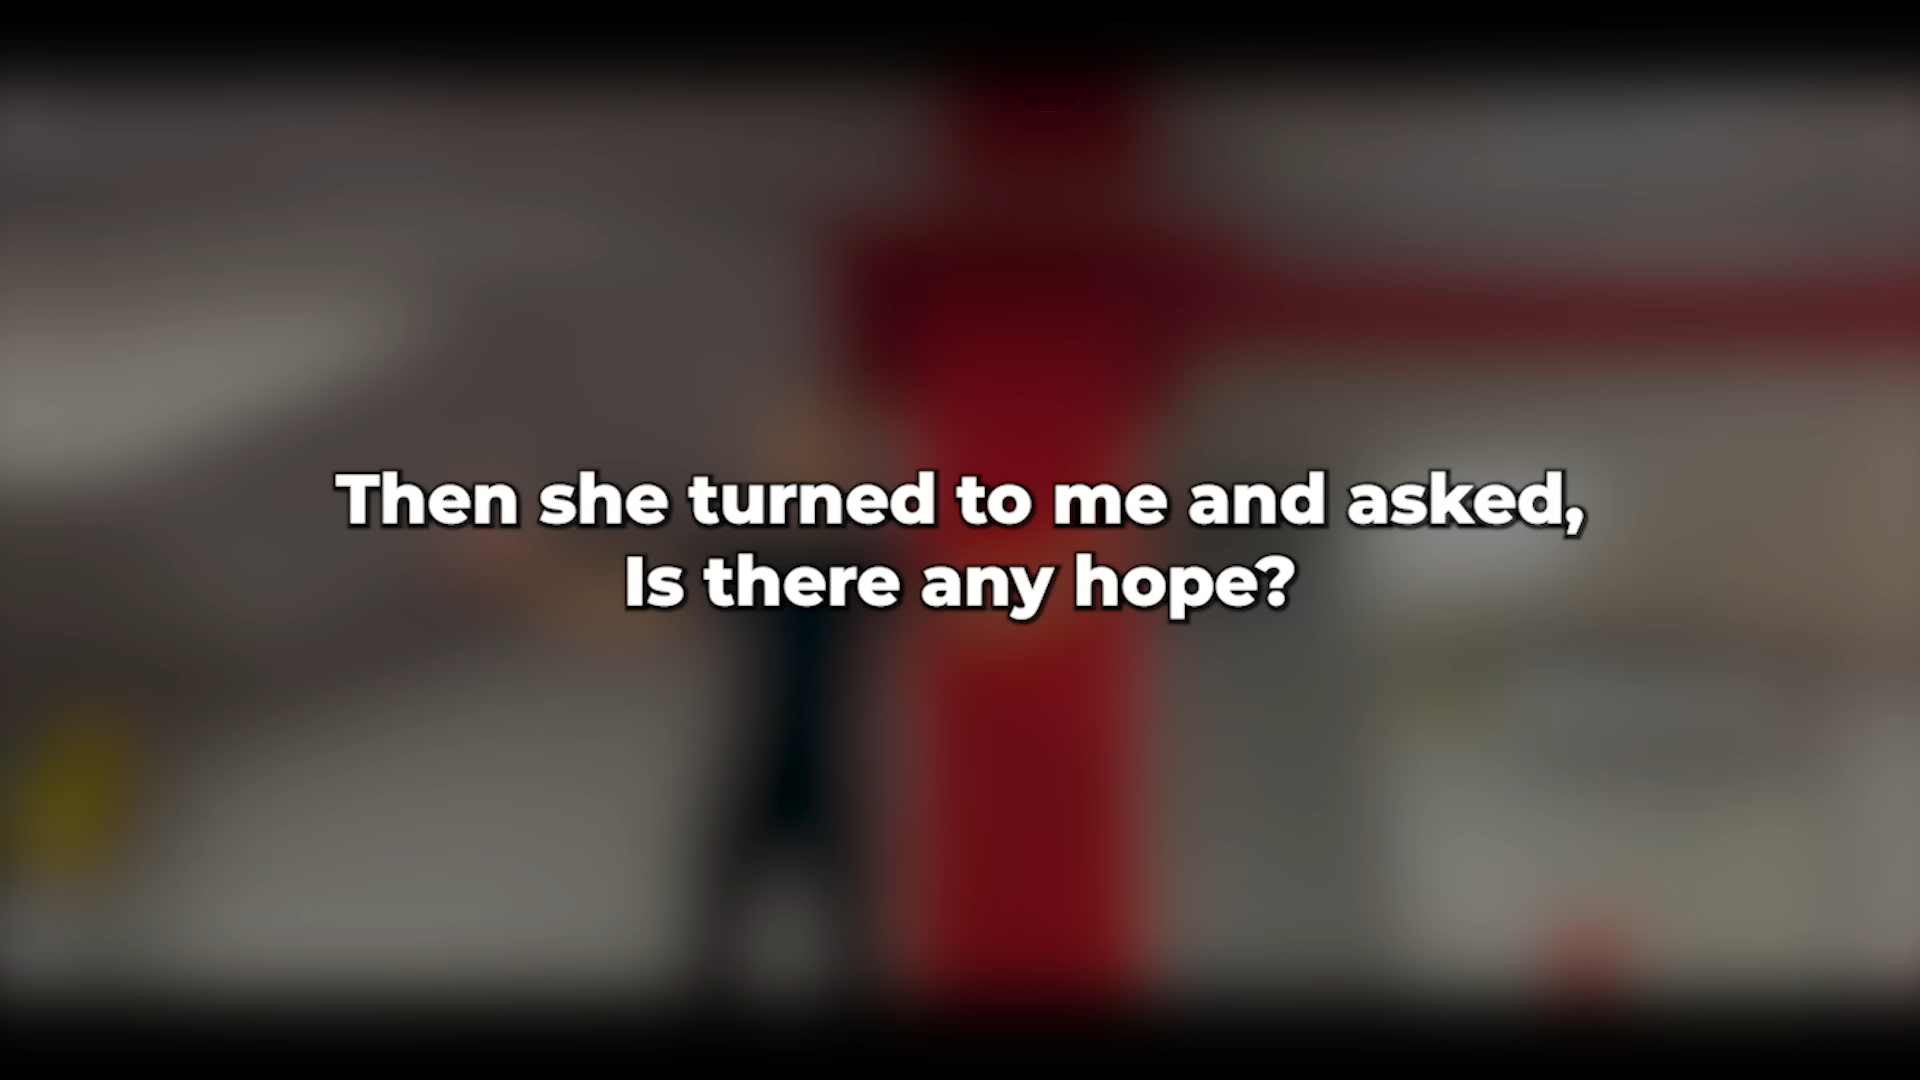 Then she turned to me and asked,
Is there any hope?